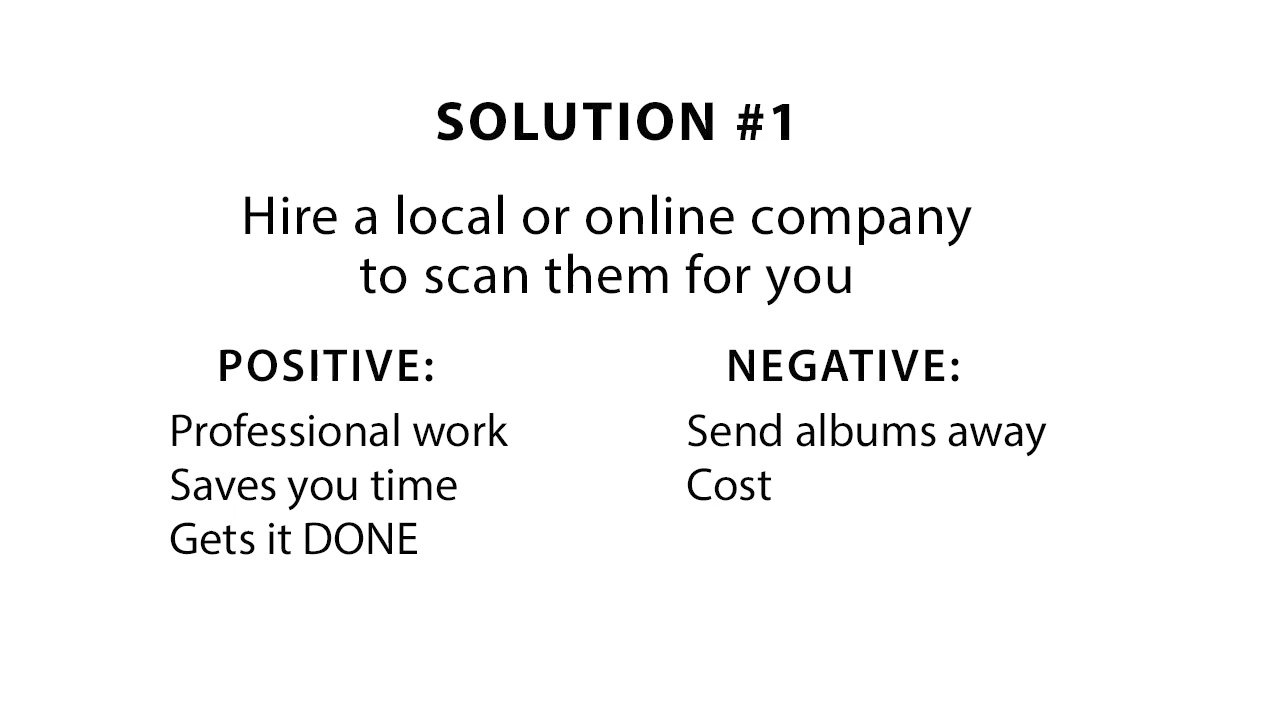 SOLUTION #1
Hire a local or online company
to scan them for you
POSITIVE:
Professional work
Saves you time
Gets it DONE
NEGATIVE:
Send albums away
Cost